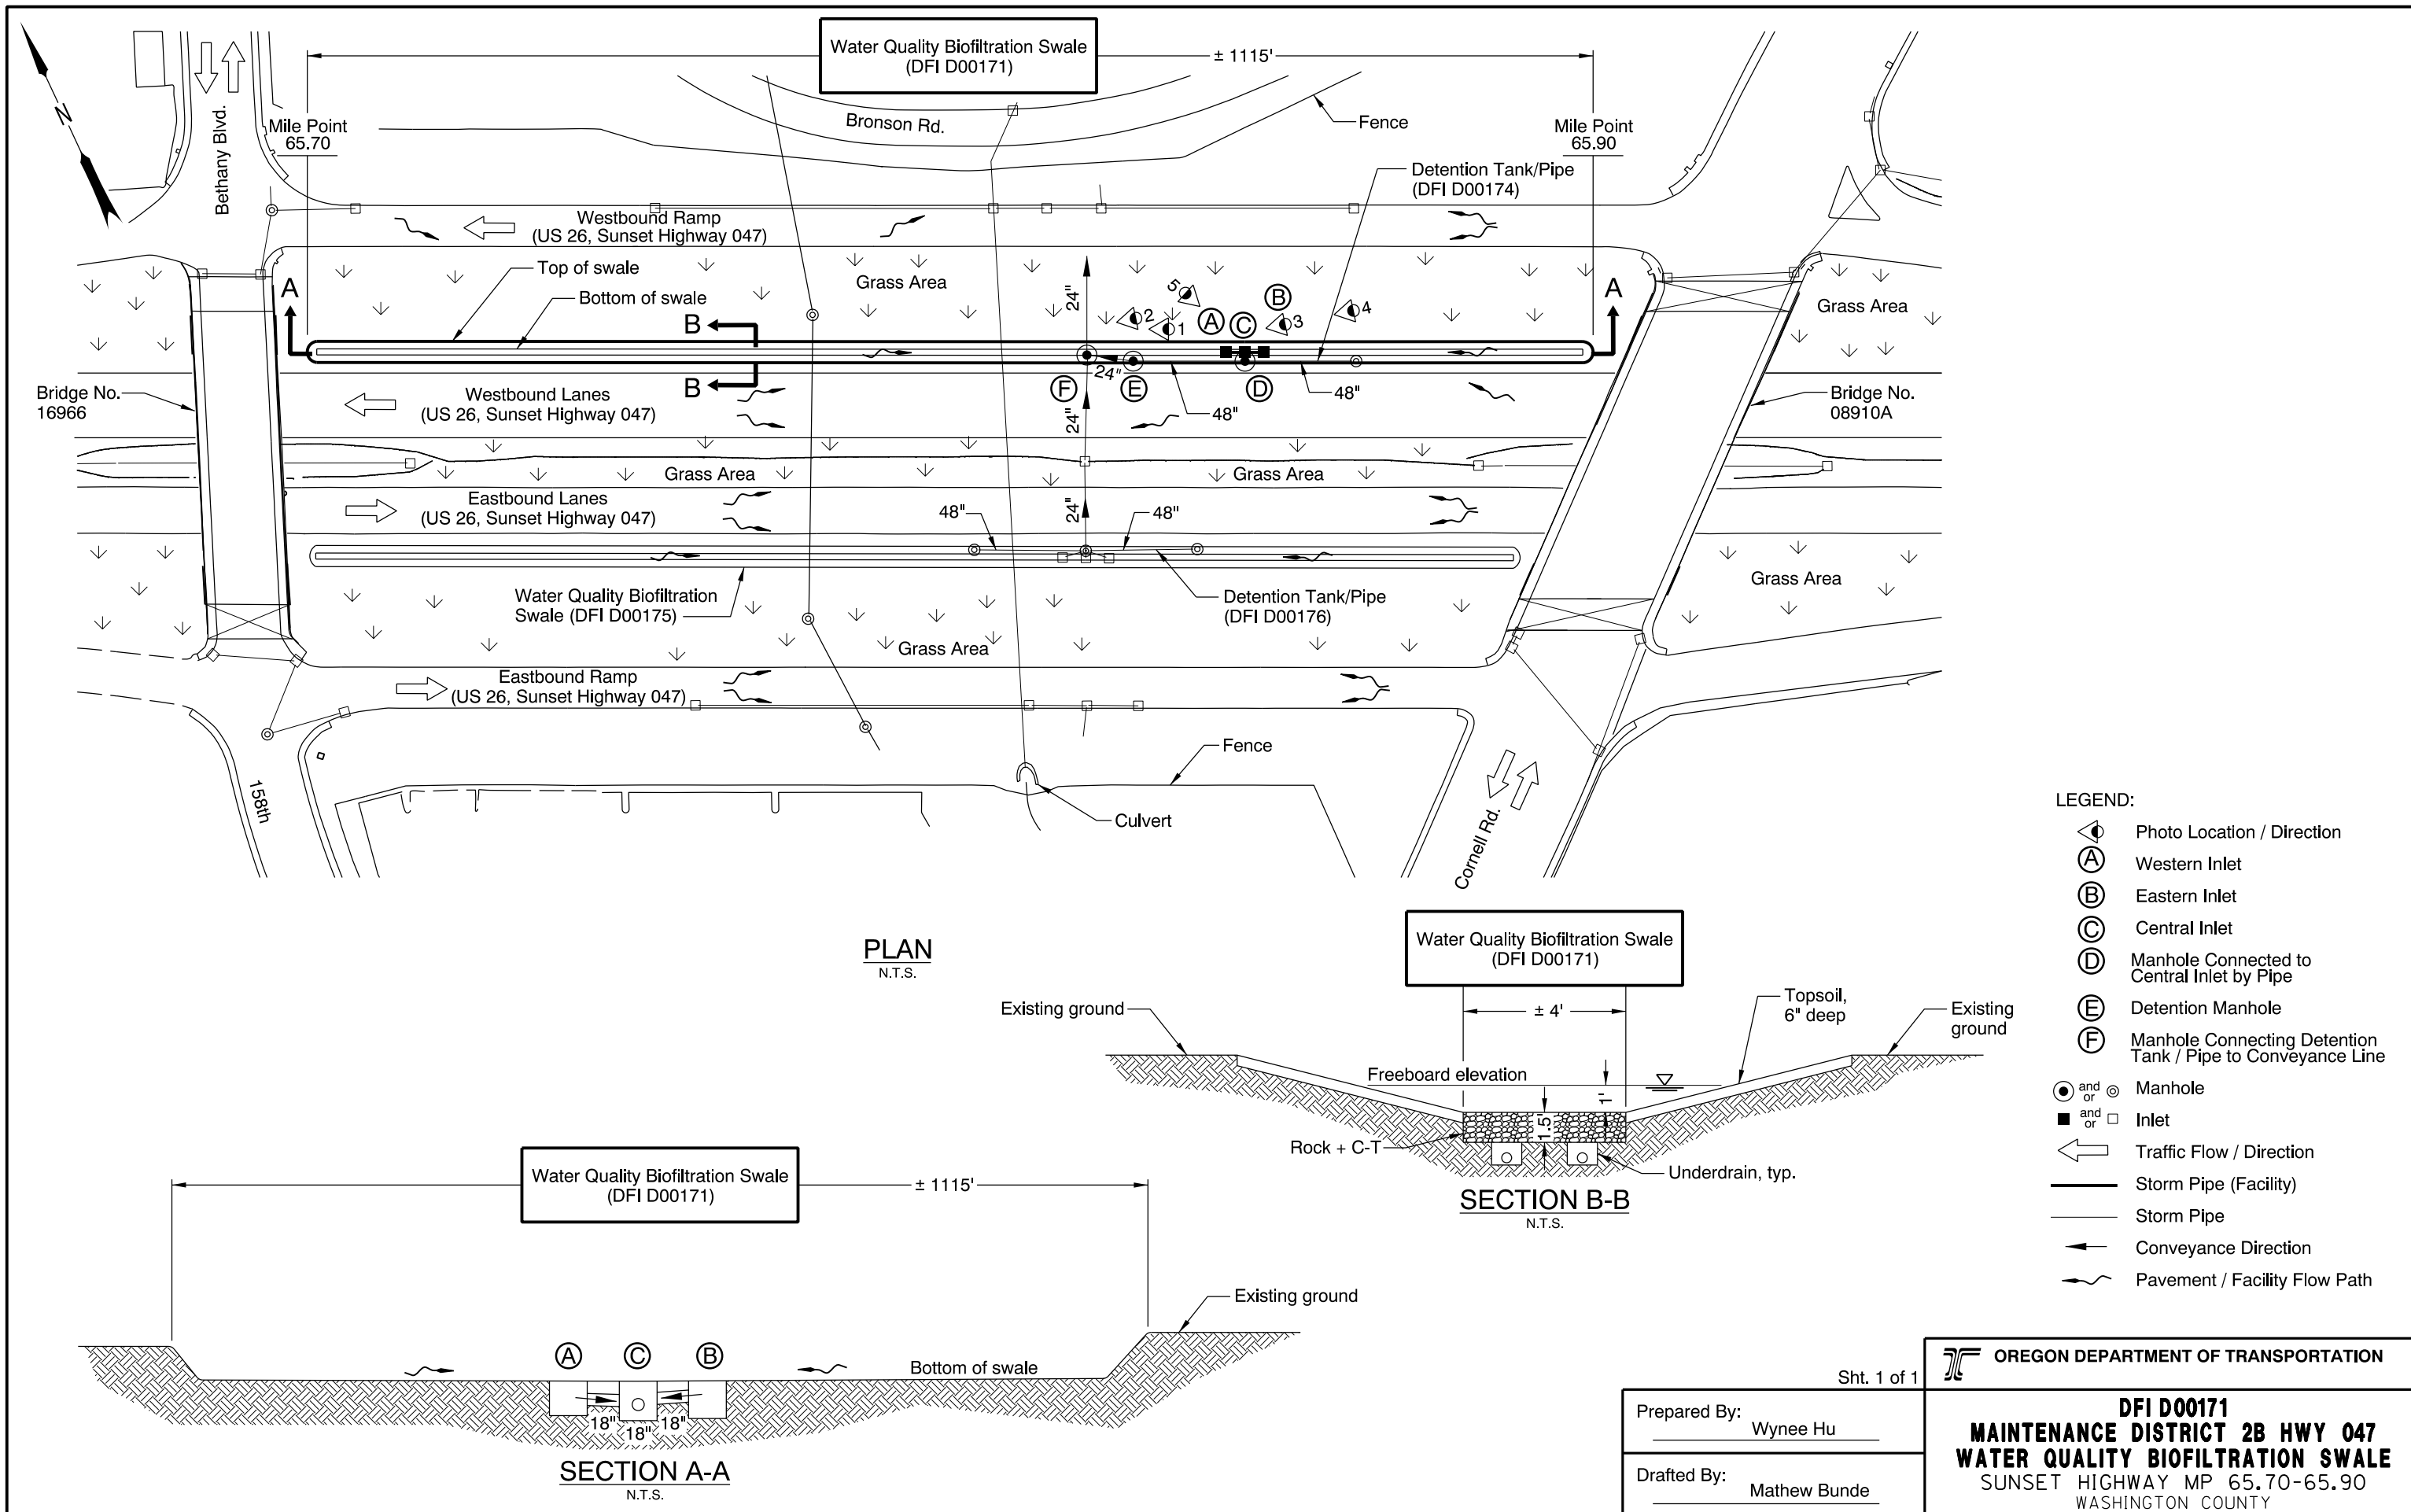 Water Quality Biofiltration Swale
(DFI D00171)
± 1115'
N
Bethany Blvd.
Mile Point
65.70
Bronson Rd.
Fence
Mile Point
65.90
Detention Tank/Pipe
(DFI D00174)
Westbound Ramp
(US 26, Sunset Highway 047)
Top of swale
Bottom of swale
Grass Area
Grass Area
A
A
B
B
24"
5
2
1
A
B
C
3
4
24"
F
E
D
48"
48"
Bridge No.
16966
Westbound Lanes
(US 26, Sunset Highway 047)
24"
Bridge No.
08910A
Grass Area
Grass Area
Eastbound Lanes
(US 26, Sunset Highway 047)
48"
24"
48"
Water Quality Biofiltration
Swale (DFI D00175)
Detention Tank/Pipe
(DFI D00176)
Grass Area
Grass Area
Eastbound Ramp
(US 26, Sunset Highway 047)
Fence
158th
Culvert
Cornell Rd.
PLAN
N.T.S.
LEGEND:
Photo Location / Direction
A Western Inlet
B Eastern Inlet
C Central Inlet
D Manhole Connected to
Central Inlet by Pipe
E Detention Manhole
F Manhole Connecting Detention
Tank / Pipe to Conveyance Line
and
or
Manhole
and
or
Inlet
Traffic Flow / Direction
Storm Pipe (Facility)
Storm Pipe
Conveyance Direction
Pavement / Facility Flow Path
Water Quality Biofiltration Swale
(DFI D00171)
± 4'
Existing ground
Topsoil,
6" deep
Existing
ground
Freeboard elevation
1'
1.5'
Rock + C-T
Underdrain, typ.
SECTION B-B
N.T.S.
Water Quality Biofiltration Swale
(DFI D00171)
± 1115'
Existing ground
A
C
B
Bottom of swale
18"
18"
18"
SECTION A-A
N.T.S.
Sht. 1 of 1
OREGON DEPARTMENT OF TRANSPORTATION
Prepared By:
Wynee Hu
Drafted By:
Mathew Bunde
DFI D00171
MAINTENANCE DISTRICT 2B HWY 047
WATER QUALITY BIOFILTRATION SWALE
SUNSET HIGHWAY MP 65.70-65.90
WASHINGTON COUNTY